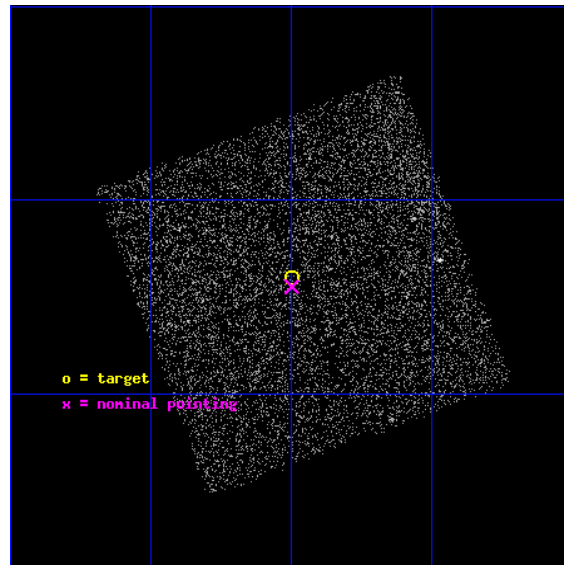 o = target
x = nominal pointing